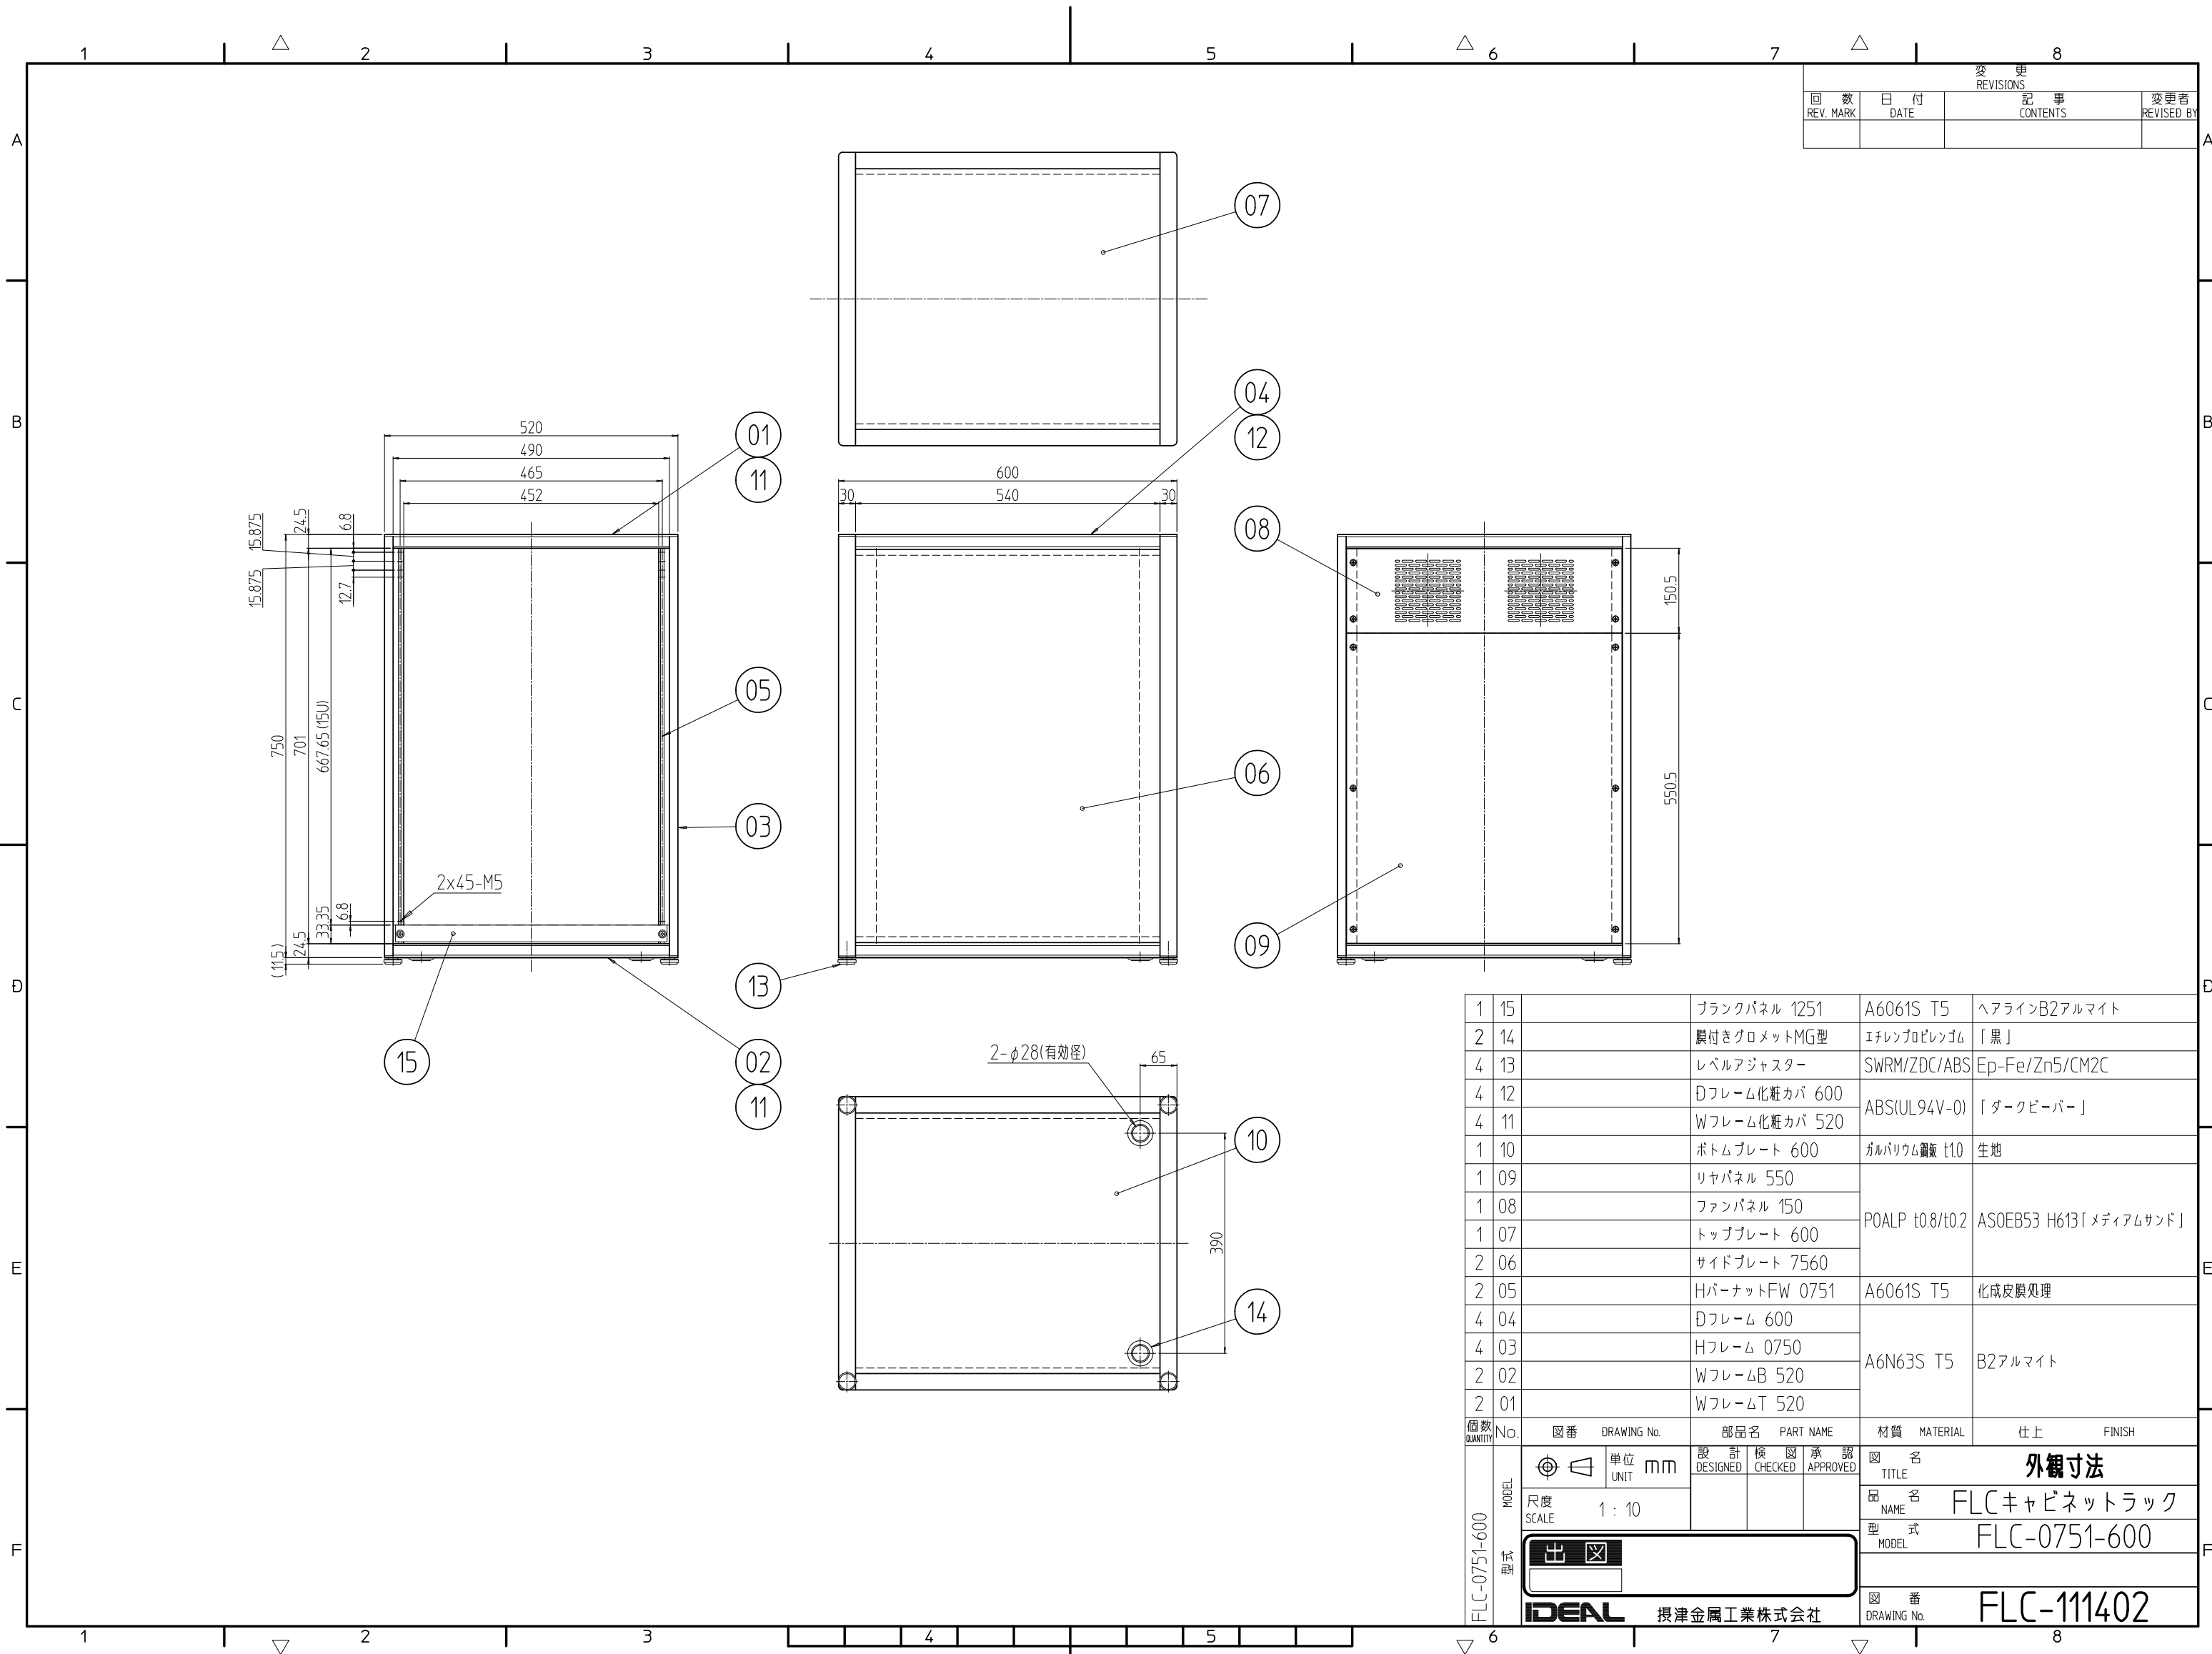 1 2 3 4 5 6 7 8
変更
REVISIONS
回数 日付 記事 変更者
REV. MARK DATE CONTENTS REVISED BY
A A
07
04
12
B B
520
490
465
452
01
11
600
30 540 30
08
15.875
24.5
6.8
15.875
12.7
150.5
05
C C
750
701
667.65 (15U)
06
550.5
03
2x45-M5
33.35
6.8
24.5
(11.5)
09
13
D D
15
02
11
2-φ28(有効径)
65
10
390
14
E E
1 15 ブランクパネル 1251 A6061S T5 ヘアラインB2アルマイト
2 14 膜付きグロメットMG型 エチレンプロピレンゴム 「黒」
4 13 レベルアジャスター SWRM/ZDC/ABS Ep-Fe/Zn5/CM2C
4 12 Dフレーム化粧カバ 600 ABS(UL94V-0) 「ダークビーバー」
4 11 Wフレーム化粧カバ 520
1 10 ボトムプレート 600 ガルバリウム鋼鈑 t1.0 生地
1 09 リヤパネル 550
1 08 ファンパネル 150 POALP t0.8/t0.2 ASOEB53 H613「メディアムサンド」
1 07 トッププレート 600
2 06 サイドプレート 7560
2 05 HバーナットFW 0751 A6061S T5 化成皮膜処理
4 04 Dフレーム 600
4 03 Hフレーム 0750 A6N63S T5 B2アルマイト
2 02 WフレームB 520
2 01 WフレームT 520
個数 No. 図番 DRAWING No. 部品名 PART NAME 材質 MATERIAL 仕上 FINISH
QUANTITY
FLC-0751-600
型式 MODEL
単位 mm
UNIT
設計 検図 承認
DESIGNED CHECKED APPROVED
図名 外観寸法
TITLE
尺度 1 : 10
SCALE
品名 FLCキャビネットラック
NAME
型式 FLC-0751-600
MODEL
出図
F F
IDEAL 摂津金属工業株式会社
図番 FLC-111402
DRAWING No.
1 2 3 4 5 6 7 8